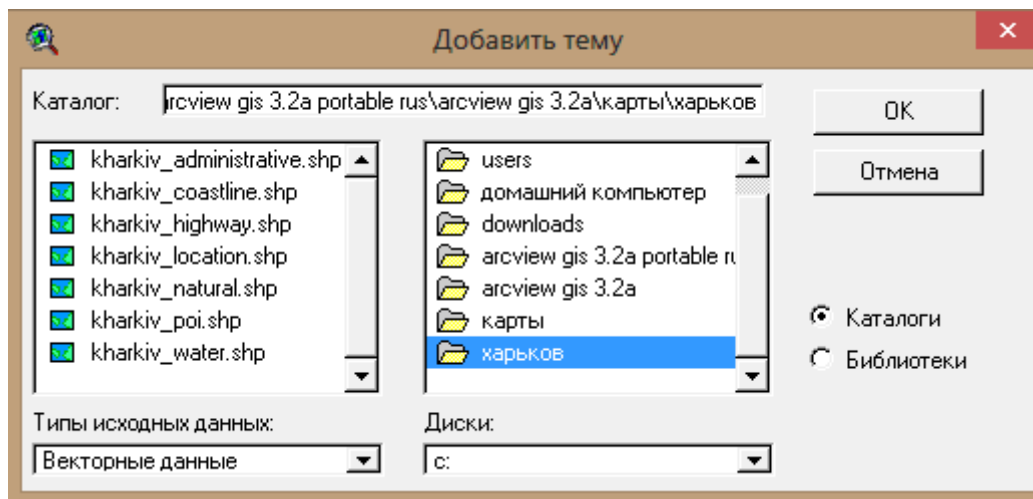 Добавить тему
Каталог:
rcview gis 3.2a portable rus\arcview gis 3.2a\карты\харьков
OK
Отмена
kharkiv_administrative.shp
kharkiv_coastline.shp
kharkiv_highway.shp
kharkiv_location.shp
kharkiv_natural.shp
kharkiv_poi.shp
kharkiv_water.shp
users
домашний компьютер
downloads
arcview gis 3.2a portable ru
arcview gis 3.2a
карты
харьков
Каталоги
Библиотеки
Типы исходных данных:
Векторные данные
Диски:
c: